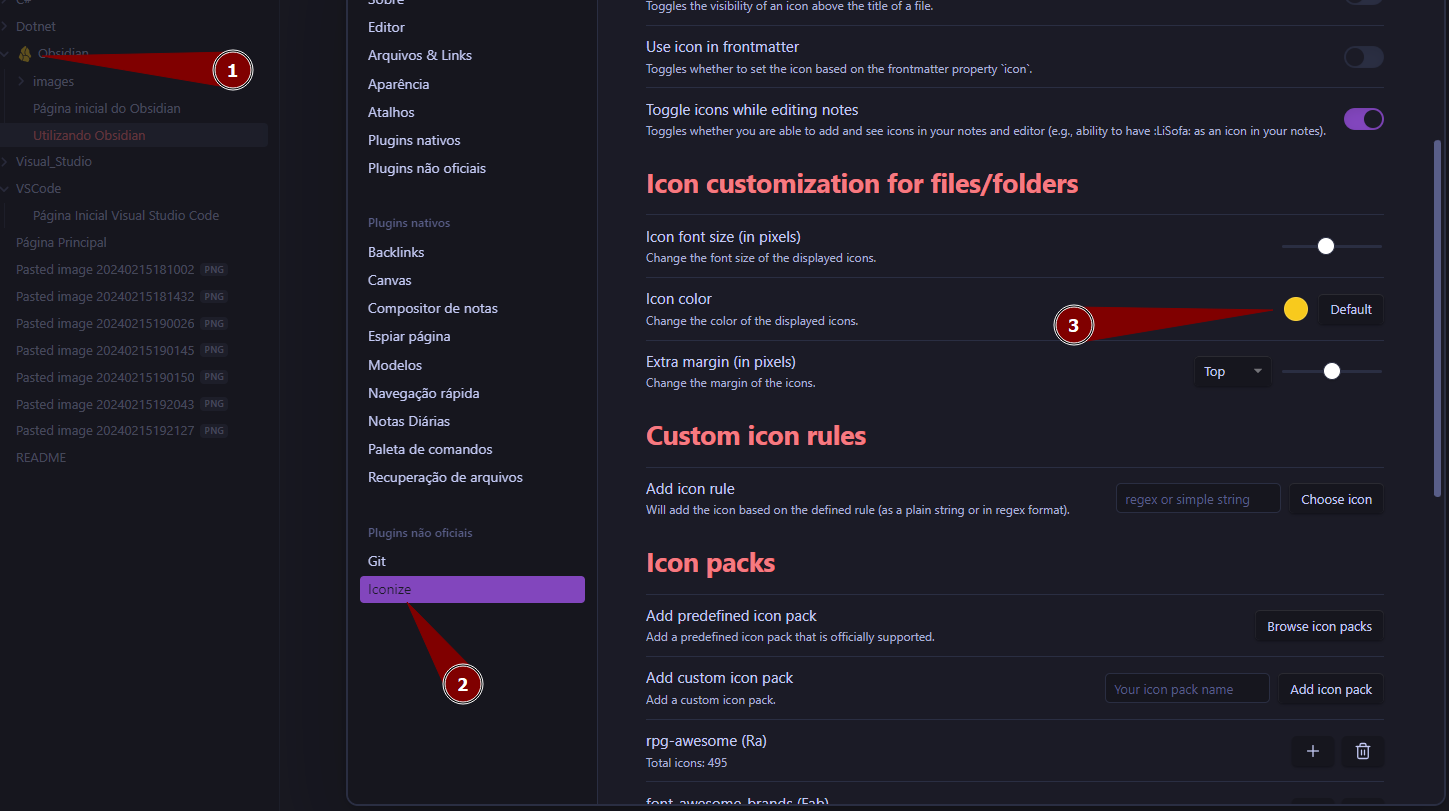 C#
Dotnet
Obsidian
images
Página inicial do Obsidian
Utilizando Obsidian
Visual_Studio
VSCode
Página Inicial Visual Studio Code
Página Principal
Pasted image 20240215181002 PNG
Pasted image 20240215181432 PNG
Pasted image 20240215190026 PNG
Pasted image 20240215190145 PNG
Pasted image 20240215190150 PNG
Pasted image 20240215192043 PNG
Pasted image 20240215192127 PNG
README
1
Sobre
Editor
Arquivos & Links
Aparência
Atalhos
Plugins nativos
Plugins não oficiais
Plugins nativos
Backlinks
Canvas
Compositor de notas
Espiar página
Modelos
Navegação rápida
Notas Diárias
Paleta de comandos
Recuperação de arquivos
Plugins não oficiais
Git
Iconize
2
Toggles the visibility of an icon above the title of a file.
Use icon in frontmatter
Toggles whether to set the icon based on the frontmatter property `icon`.
Toggle icons while editing notes
Toggles whether you are able to add and see icons in your notes and editor (e.g., ability to have :LiSofa: as an icon in your notes).
Icon customization for files/folders
Icon font size (in pixels)
Change the font size of the displayed icons.
Icon color
Change the color of the displayed icons.
3
Default
Extra margin (in pixels)
Change the margin of the icons.
Top
Custom icon rules
Add icon rule
Will add the icon based on the defined rule (as a plain string or in regex format).
regex or simple string
Choose icon
Icon packs
Add predefined icon pack
Add a predefined icon pack that is officially supported.
Browse icon packs
Add custom icon pack
Add a custom icon pack.
Your icon pack name
Add icon pack
rpg-awesome (Ra)
Total icons: 495
font-awesome-brands (Fab)